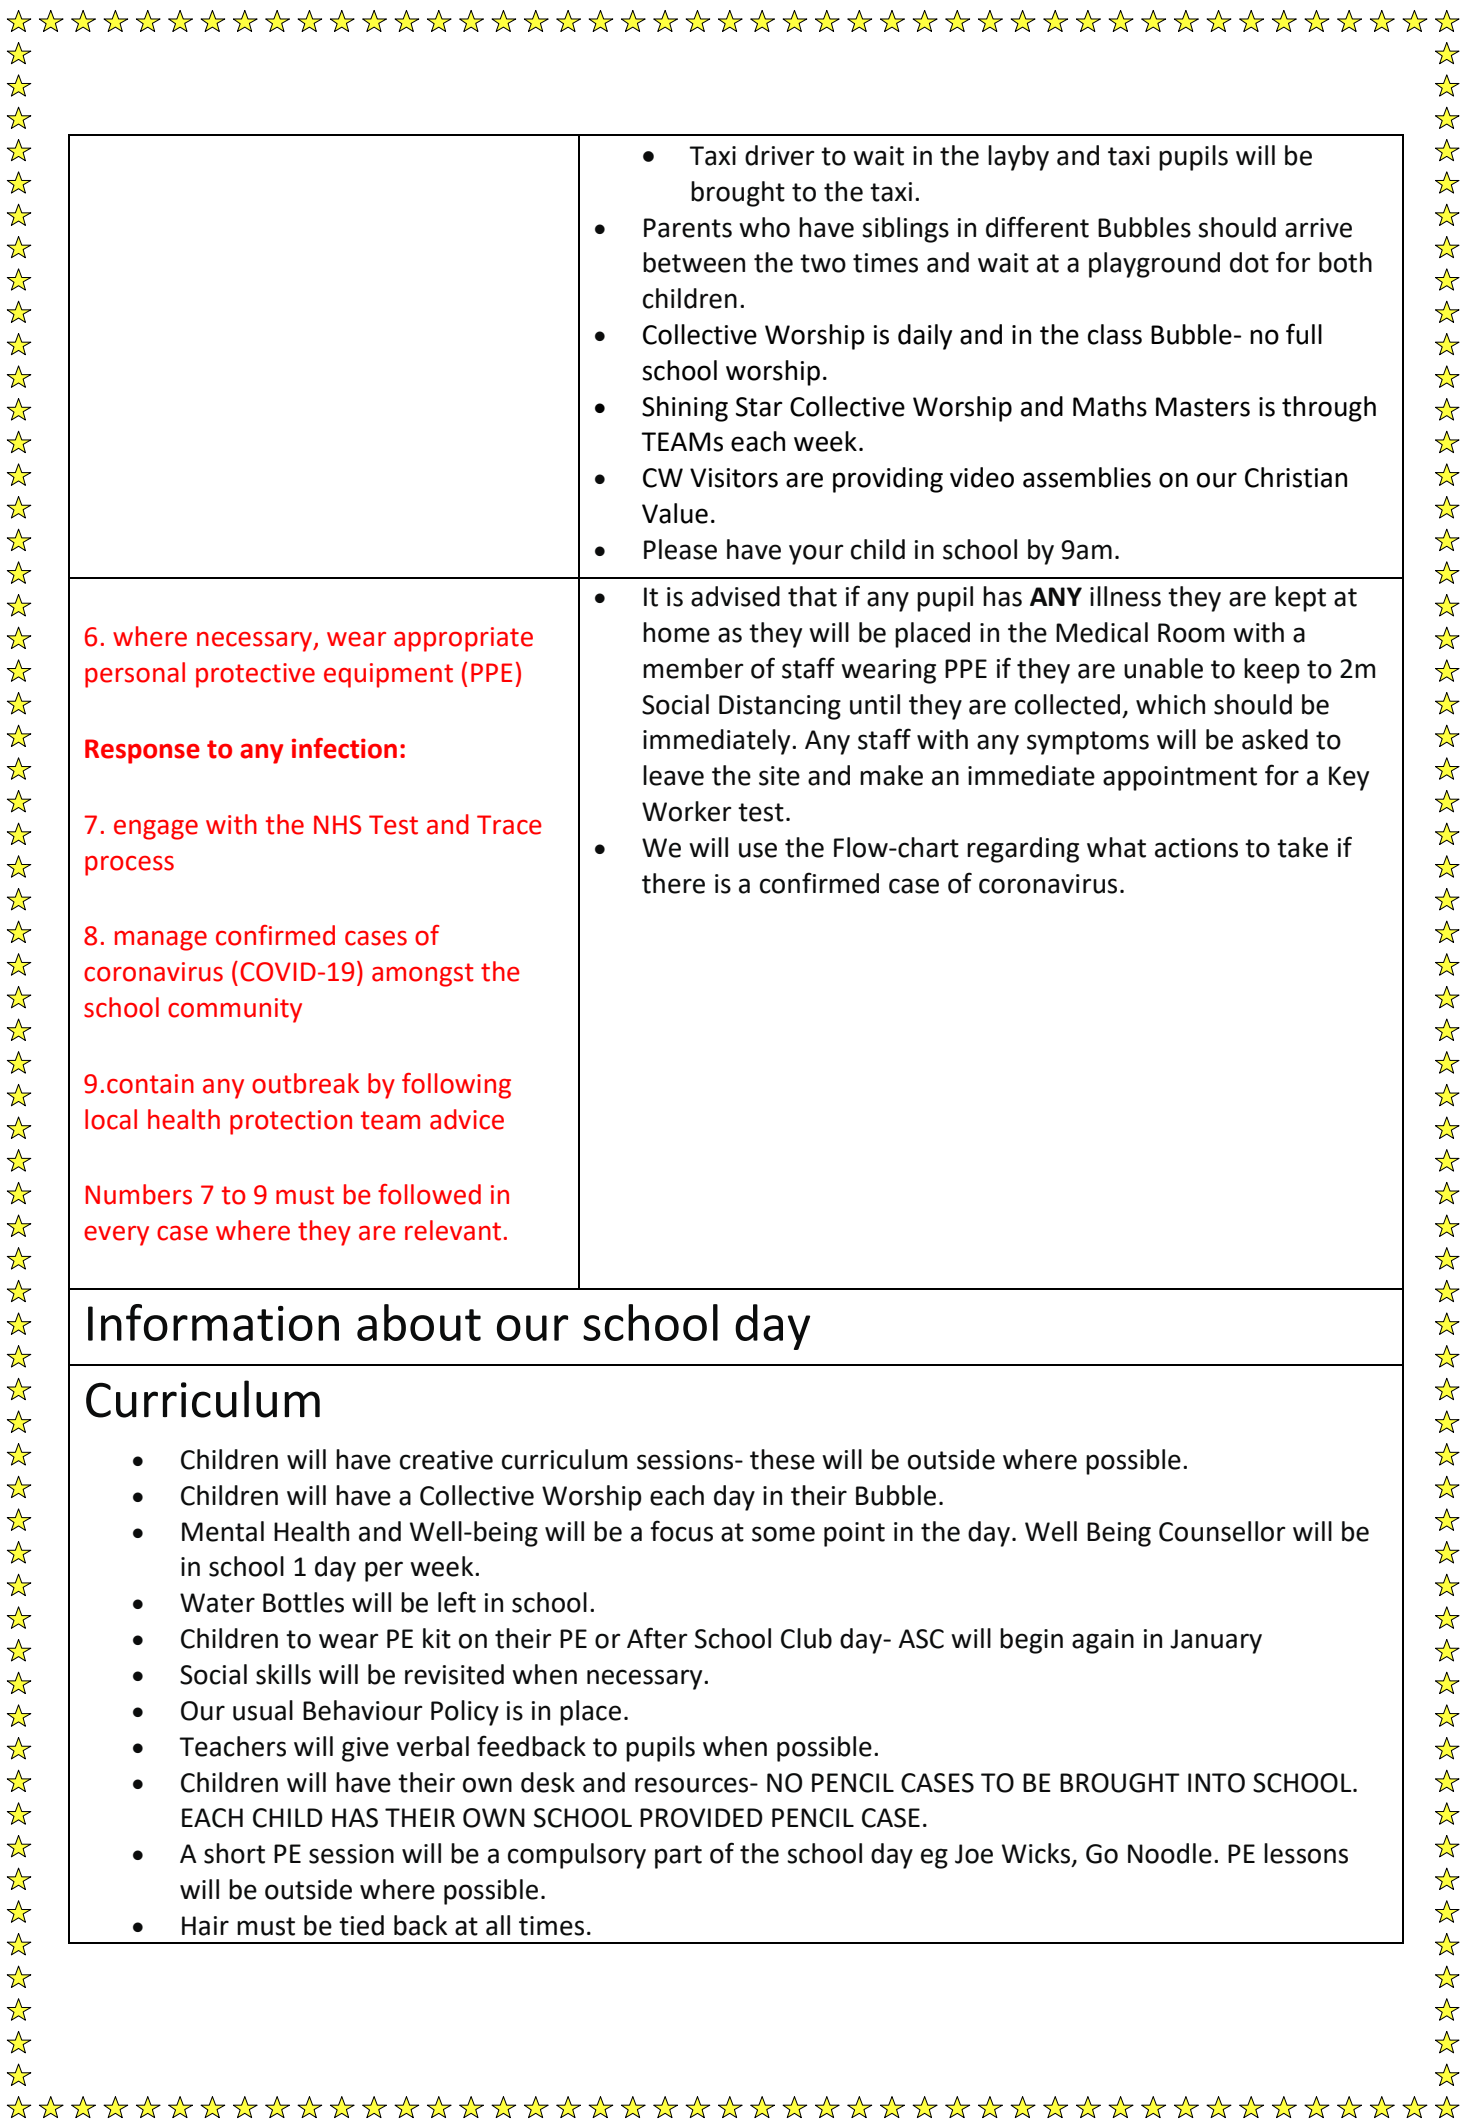 • Taxi driver to wait in the layby and taxi pupils will be
brought to the taxi.
• Parents who have siblings in different Bubbles should arrive
between the two times and wait at a playground dot for both
children.
• Collective Worship is daily and in the class Bubble- no full
school worship.
• Shining Star Collective Worship and Maths Masters is through
TEAMs each week.
• CW Visitors are providing video assemblies on our Christian
Value.
• Please have your child in school by 9am.
6. where necessary, wear appropriate
personal protective equipment (PPE)
Response to any infection:
7. engage with the NHS Test and Trace
process
8. manage confirmed cases of
coronavirus (COVID-19) amongst the
school community
9.contain any outbreak by following
local health protection team advice
Numbers 7 to 9 must be followed in
every case where they are relevant.
• It is advised that if any pupil has ANY illness they are kept at
home as they will be placed in the Medical Room with a
member of staff wearing PPE if they are unable to keep to 2m
Social Distancing until they are collected, which should be
immediately. Any staff with any symptoms will be asked to
leave the site and make an immediate appointment for a Key
Worker test.
• We will use the Flow-chart regarding what actions to take if
there is a confirmed case of coronavirus.
Information about our school day
Curriculum
• Children will have creative curriculum sessions- these will be outside where possible.
• Children will have a Collective Worship each day in their Bubble.
• Mental Health and Well-being will be a focus at some point in the day. Well Being Counsellor will be
in school 1 day per week.
• Water Bottles will be left in school.
• Children to wear PE kit on their PE or After School Club day- ASC will begin again in January
• Social skills will be revisited when necessary.
• Our usual Behaviour Policy is in place.
• Teachers will give verbal feedback to pupils when possible.
• Children will have their own desk and resources- NO PENCIL CASES TO BE BROUGHT INTO SCHOOL.
EACH CHILD HAS THEIR OWN SCHOOL PROVIDED PENCIL CASE.
• A short PE session will be a compulsory part of the school day eg Joe Wicks, Go Noodle. PE lessons
will be outside where possible.
• Hair must be tied back at all times.